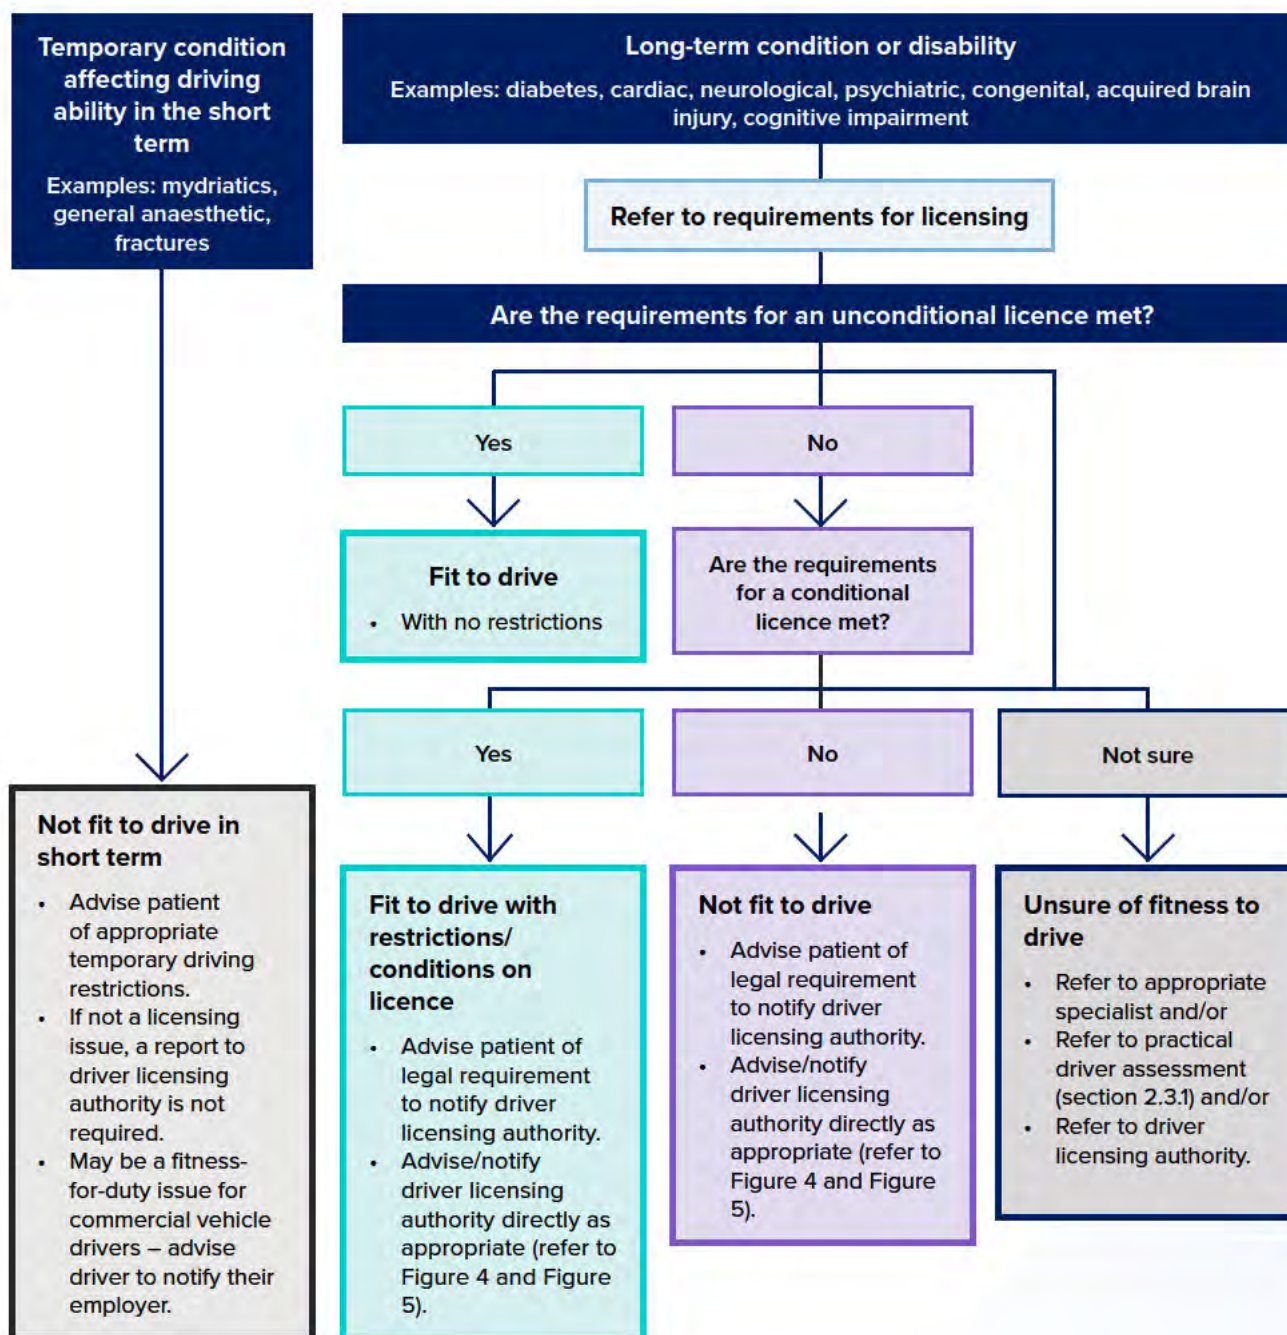 Temporary condition
affecting driving
ability in the short
term
Examples: mydriatics,
general anaesthetic,
fractures
Long-term condition or disability
Examples: diabetes, cardiac, neurological, psychiatric, congenital, acquired brain
injury, cognitive impairment
Refer to requirements for licensing
Are the requirements for an unconditional licence met?
Yes
No
Fit to drive
• With no restrictions
Are the requirements
for a conditional
licence met?
Yes
No
Not sure
Not fit to drive in
short term
• Advise patient
of appropriate
temporary driving
restrictions.
• If not a licensing
issue, a report to
driver licensing
authority is not
required.
• May be a fitness-
for-duty issue for
commercial vehicle
drivers – advise
driver to notify their
employer.
Fit to drive with
restrictions/
conditions on
licence
• Advise patient of
legal requirement
to notify driver
licensing authority.
• Advise/notify
driver licensing
authority directly as
appropriate (refer to
Figure 4 and Figure
5).
Not fit to drive
• Advise patient of
legal requirement
to notify driver
licensing authority.
• Advise/notify
driver licensing
authority directly as
appropriate (refer to
Figure 4 and Figure
5).
Unsure of fitness to
drive
• Refer to appropriate
specialist and/or
• Refer to practical
driver assessment
(section 2.3.1) and/or
• Refer to driver
licensing authority.